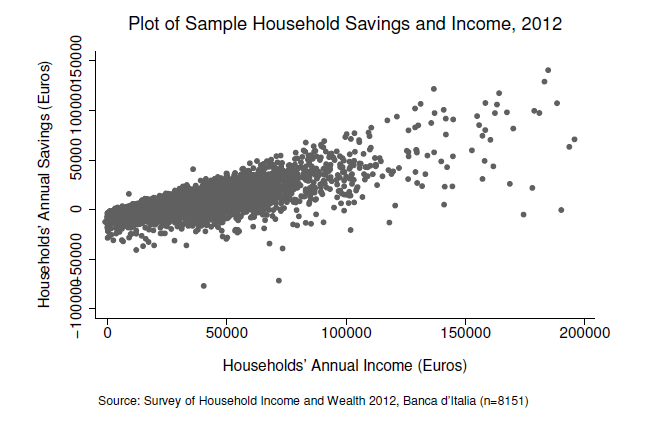 Plot of Sample Household Savings and Income, 2012
Households' Annual Savings (Euros)
150000
100000
50000
0
−50000
−100000
0
50000
100000
150000
200000
Households' Annual Income (Euros)
Source: Survey of Household Income and Wealth 2012, Banca d'Italia (n=8151)